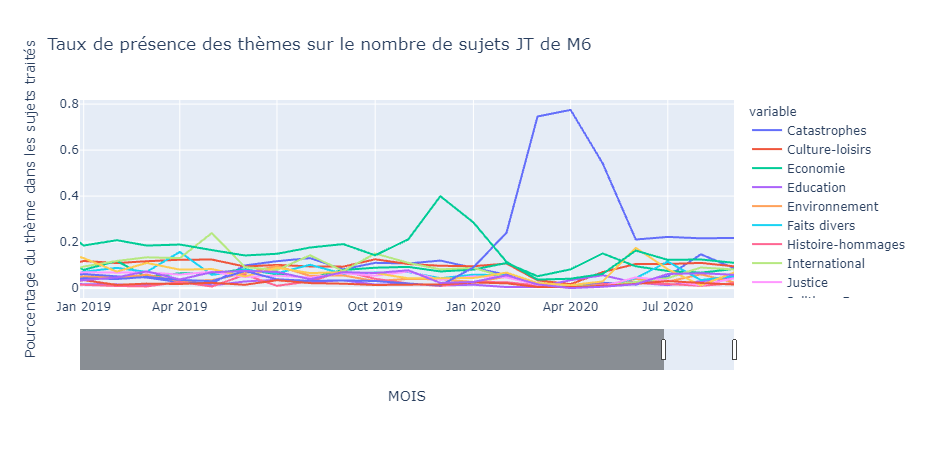 Taux de présence des thèmes sur le nombre de sujets JT de M6
Pourcentage du thème dans les sujets traités
0.8
0.6
0.4
0.2
0
Jan 2019
Apr 2019
Jul 2019
Oct 2019
Jan 2020
Apr 2020
Jul 2020
MOIS
variable
Catastrophes
Culture-loisirs
Economie
Education
Environnement
Faits divers
Histoire-hommages
International
Justice